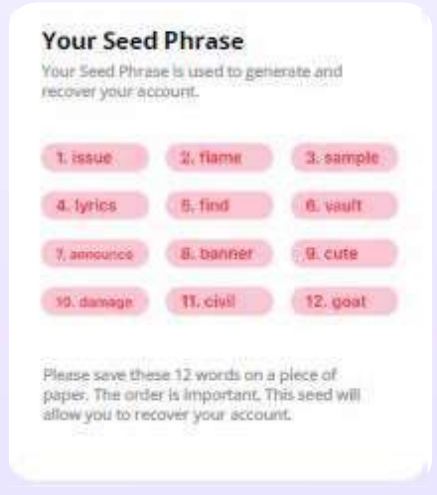 Your Seed Phrase
Your Seed Phrase is used to generate and
recover your account.
1. issue
2. flame
3. sample
4. lyrics
5. find
6. vault
7. announce
8. banner
9. cute
10. damage
11. civil
12. goat
Please save these 12 words on a piece of
paper. The order is important. This seed will
allow you to recover your account.